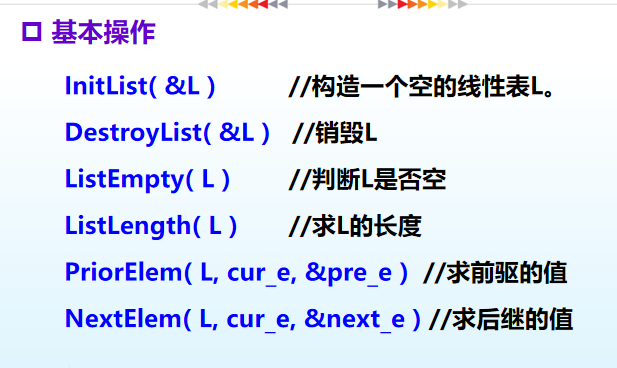 基本操作
InitList( &L ) //构造一个空的线性表L。
DestroyList( &L ) //销毁L
ListEmpty( L ) //判断L是否空
ListLength( L ) //求L的长度
PriorElem( L, cur_e, &pre_e ) //求前驱的值
NextElem( L, cur_e, &next_e ) //求后继的值